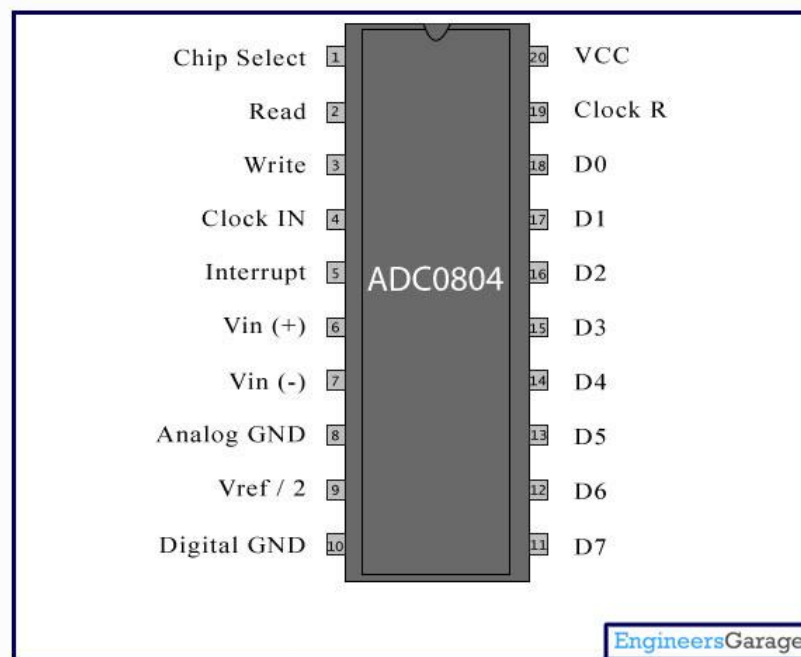 Chip Select 1 20 VCC
Read 2 19 Clock R
Write 3 18 D0
Clock IN 4 17 D1
Interrupt 5 16 D2
ADC0804
Vin (+) 6 15 D3
Vin (-) 7 14 D4
Analog GND 8 13 D5
Vref / 2 9 12 D6
Digital GND 10 11 D7
EngineersGarage